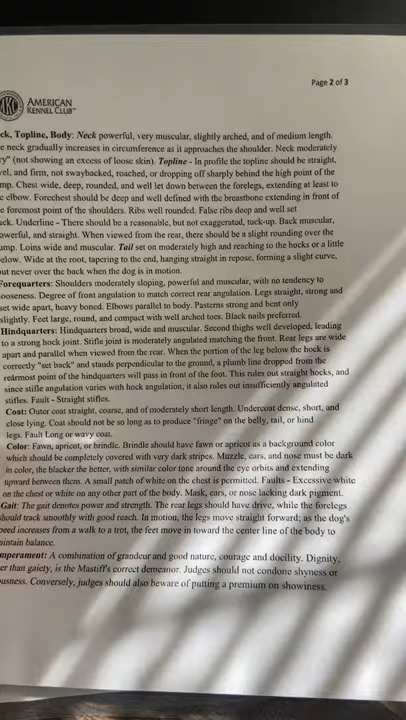 Page 2 of 3
AMERICAN
KENNEL CLUB™
ck, Topline, Body: Neck powerful, very muscular, slightly arched, and of medium length.
e neck gradually increases in circumference as it approaches the shoulder. Neck moderately
ry" (not showing an excess of loose skin). Topline - In profile the topline should be straight,
vel, and firm, not swaybacked, roached, or dropping off sharply behind the high point of the
mp. Chest wide, deep, rounded, and well let down between the forelegs, extending at least to
e elbow. Forechest should be deep and well defined with the breastbone extending in front of
e foremost point of the shoulders. Ribs well rounded. False ribs deep and well set
ck. Underline - There should be a reasonable, but not exaggerated, tuck-up. Back muscular,
owerful, and straight. When viewed from the rear, there should be a slight rounding over the
ump. Loins wide and muscular. Tail set on moderately high and reaching to the hocks or a little
elow. Wide at the root, tapering to the end, hanging straight in repose, forming a slight curve,
out never over the back when the dog is in motion.
Forequarters: Shoulders moderately sloping, powerful and muscular, with no tendency to
ooseness. Degree of front angulation to match correct rear angulation. Legs straight, strong and
set wide apart, heavy boned. Elbows parallel to body. Pasterns strong and bent only
slightly. Feet large, round, and compact with well arched toes. Black nails preferred.
Hindquarters: Hindquarters broad, wide and muscular. Second thighs well developed, leading
to a strong hock joint. Stifle joint is moderately angulated matching the front. Rear legs are wide
apart and parallel when viewed from the rear. When the portion of the leg below the hock is
correctly "set back" and stands perpendicular to the ground, a plumb line dropped from the
rearmost point of the hindquarters will pass in front of the foot. This rules out straight hocks, and
since stifle angulation varies with hock angulation, it also rules out insufficiently angulated
stifles. Fault - Straight stifles.
Coat: Outer coat straight, coarse, and of moderately short length. Undercoat dense, short, and
close lying. Coat should not be so long as to produce "fringe" on the belly, tail, or hind
legs. Fault Long or wavy coat.
Color: Fawn, apricot, or brindle. Brindle should have fawn or apricot as a background color
which should be completely covered with very dark stripes. Muzzle, ears, and nose must be dark
in color, the blacker the better, with similar color tone around the eye orbits and extending
upward between them. A small patch of white on the chest is permitted. Faults - Excessive white
on the chest or white on any other part of the body. Mask, ears, or nose lacking dark pigment.
Gait: The gait denotes power and strength. The rear legs should have drive, while the forelegs
should track smoothly with good reach. In motion, the legs move straight forward; as the dog's
peed increases from a walk to a trot, the feet move in toward the center line of the body to
aintain balance.
mperament: A combination of grandeur and good nature, courage and docility. Dignity,
er than gaiety, is the Mastiff's correct demeanor. Judges should not condone shyness or
ousness. Conversely, judges should also beware of putting a premium on showiness.